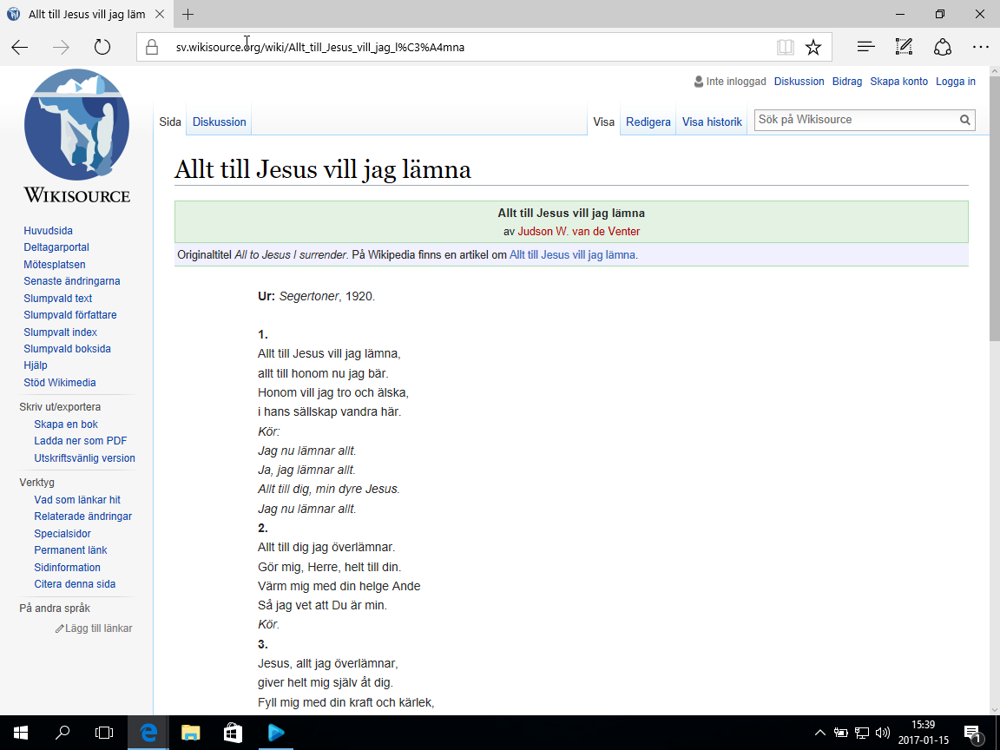 Allt till Jesus vill jag läm
sv.wikisource.org/wiki/Allt_till_Jesus_vill_jag_l%C3%A4mna
Inte inloggad Diskussion Bidrag Skapa konto Logga in
Sida Diskussion Visa Redigera Visa historik Sök på Wikisource
WIKISOURCE
Huvudsida
Deltagarportal
Mötesplatsen
Senaste ändringarna
Slumpvald text
Slumpvald författare
Slumpvalt index
Slumpvald boksida
Hjälp
Stöd Wikimedia
Skriv ut/exportera
Skapa en bok
Ladda ner som PDF
Utskriftsvänlig version
Verktyg
Vad som länkar hit
Relaterade ändringar
Specialsidor
Permanent länk
Sidinformation
Citera denna sida
På andra språk
Lägg till länkar
Allt till Jesus vill jag lämna
Allt till Jesus vill jag lämna
av Judson W. van de Venter
Originaltitel All to Jesus I surrender. På Wikipedia finns en artikel om Allt till Jesus vill jag lämna.
Ur: Segertoner, 1920.
1.
Allt till Jesus vill jag lämna,
allt till honom nu jag bär.
Honom vill jag tro och älska,
i hans sällskap vandra här.
Kör:
Jag nu lämnar allt.
Ja, jag lämnar allt.
Allt till dig, min dyre Jesus.
Jag nu lämnar allt.
2.
Allt till dig jag överlämnar.
Gör mig, Herre, helt till din.
Värm mig med din helge Ande
Så jag vet att Du är min.
Kör.
3.
Jesus, allt jag överlämnar,
giver helt mig själv åt dig.
Fyll mig med din kraft och kärlek,
15:39
2017-01-15
1